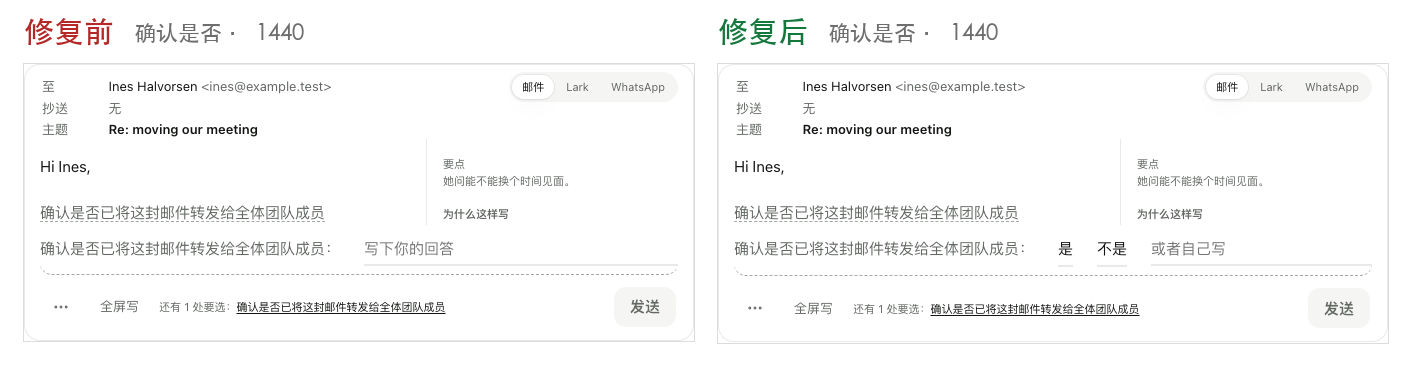 修复前 确认是否 · 1440
至 Ines Halvorsen <ines@example.test> 邮件 Lark WhatsApp
抄送 无
主题 Re: moving our meeting
Hi Ines,
要点
她问能不能换个时间见面。
确认是否已将这封邮件转发给全体团队成员
为什么这样写
确认是否已将这封邮件转发给全体团队成员： 写下你的回答
··· 全屏写 还有 1 处要选：确认是否已将这封邮件转发给全体团队成员 发送
修复后 确认是否 · 1440
至 Ines Halvorsen <ines@example.test> 邮件 Lark WhatsApp
抄送 无
主题 Re: moving our meeting
Hi Ines,
要点
她问能不能换个时间见面。
确认是否已将这封邮件转发给全体团队成员
为什么这样写
确认是否已将这封邮件转发给全体团队成员： 是 不是 或者自己写
··· 全屏写 还有 1 处要选：确认是否已将这封邮件转发给全体团队成员 发送